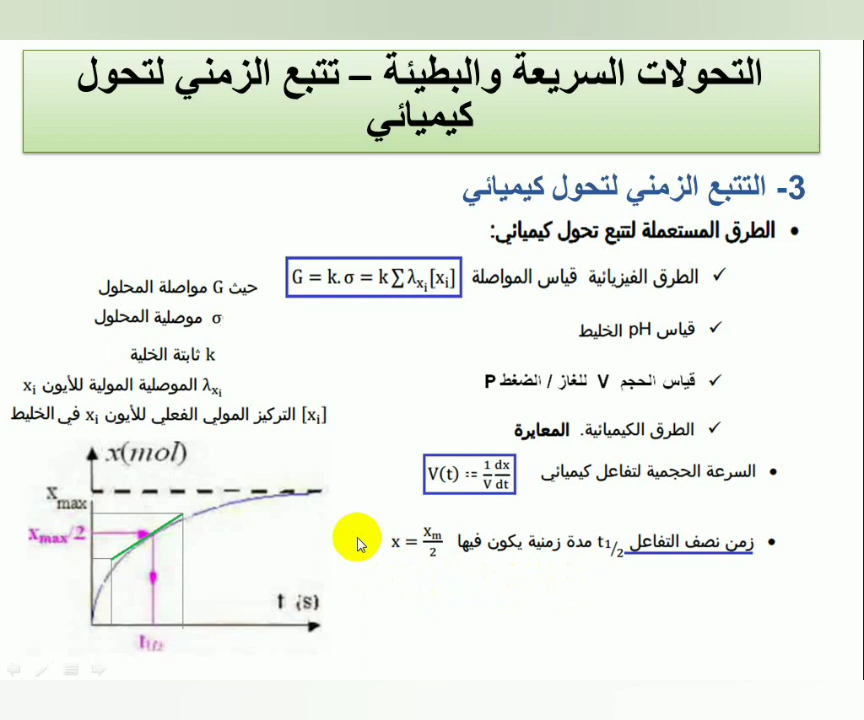 التحولات السريعة والبطيئة – تتبع الزمني لتحول
كيميائي
3- التتبع الزمني لتحول كيميائي
• الطرق المستعملة لتتبع تحول كيميائي:
✓ الطرق الفيزيائية قياس المواصلة G = k.σ = k∑λxᵢ[xᵢ]
حيث G مواصلة المحلول
σ موصلية المحلول
k ثابتة الخلية
λxᵢ الموصلية المولية للأيون xᵢ
[xᵢ] التركيز المولي الفعلي للأيون xᵢ في الخليط
✓ قياس pH الخليط
✓ قياس الحجم V للغاز / الضغط P
✓ الطرق الكيميائية. المعايرة
• السرعة الحجمية لتفاعل كيميائي V(t) := 1/V dx/dt
• زمن نصف التفاعل t1/2 مدة زمنية يكون فيها x = xm/2
x(mol)
xmax
xmax/2
t (s)
t1/2